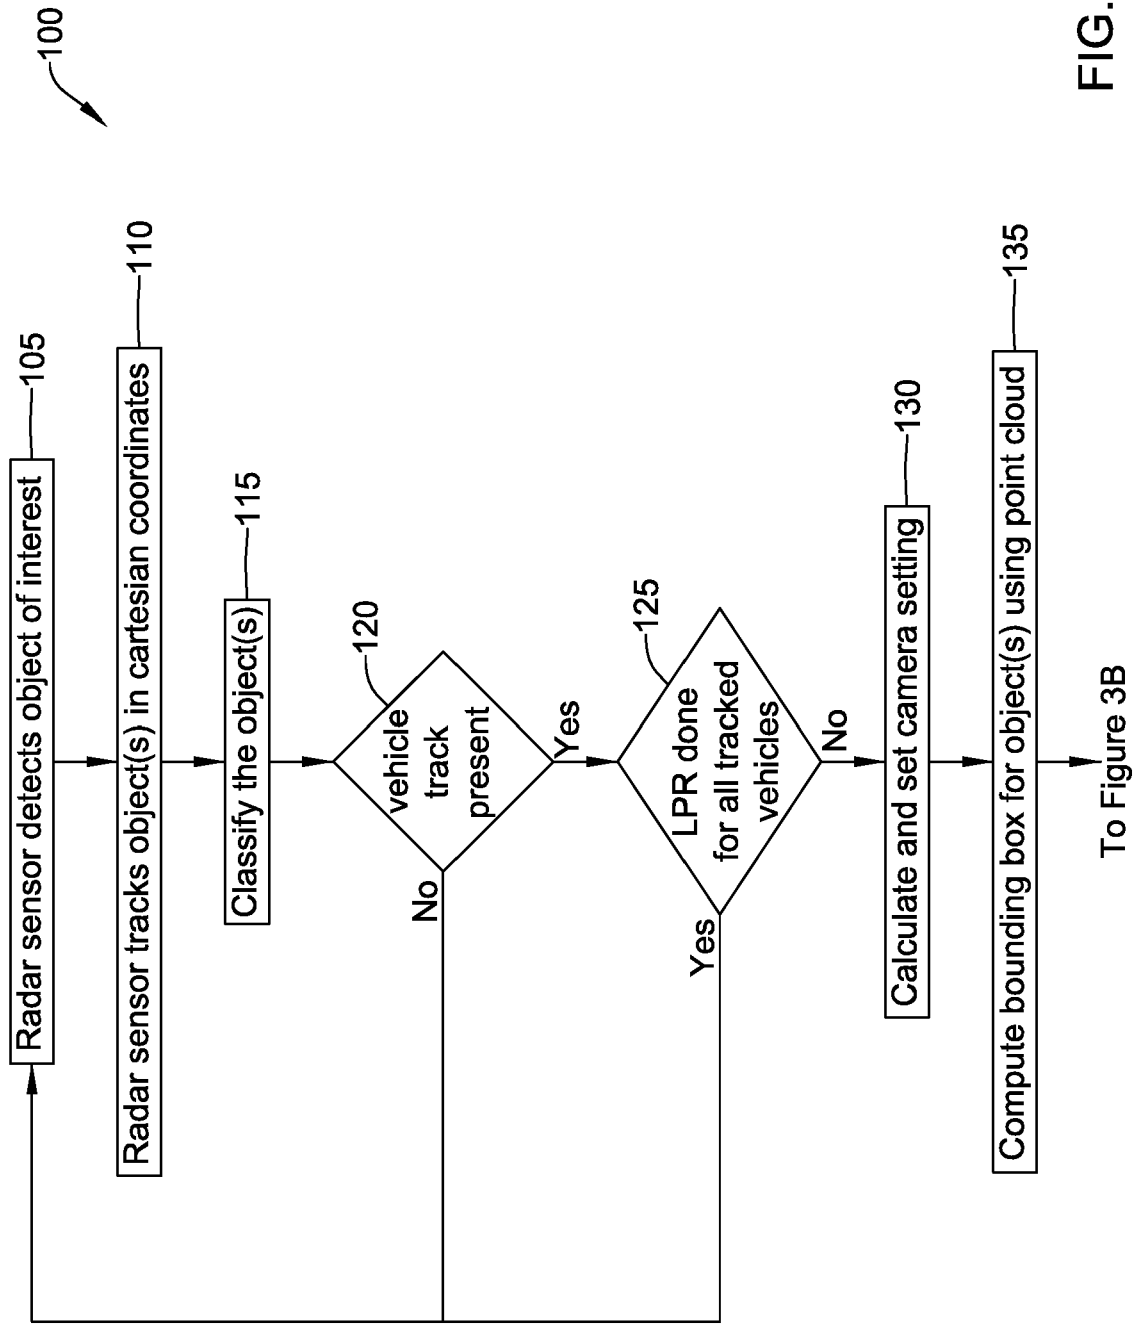 100
Radar sensor detects object of interest
105
Radar sensor tracks object(s) in cartesian coordinates
110
Classify the object(s)
115
vehicle
track
present
120
No
Yes
LPR done
for all tracked
vehicles
125
Yes
No
Calculate and set camera setting
130
Compute bounding box for object(s) using point cloud
135
To Figure 3B
FIG.